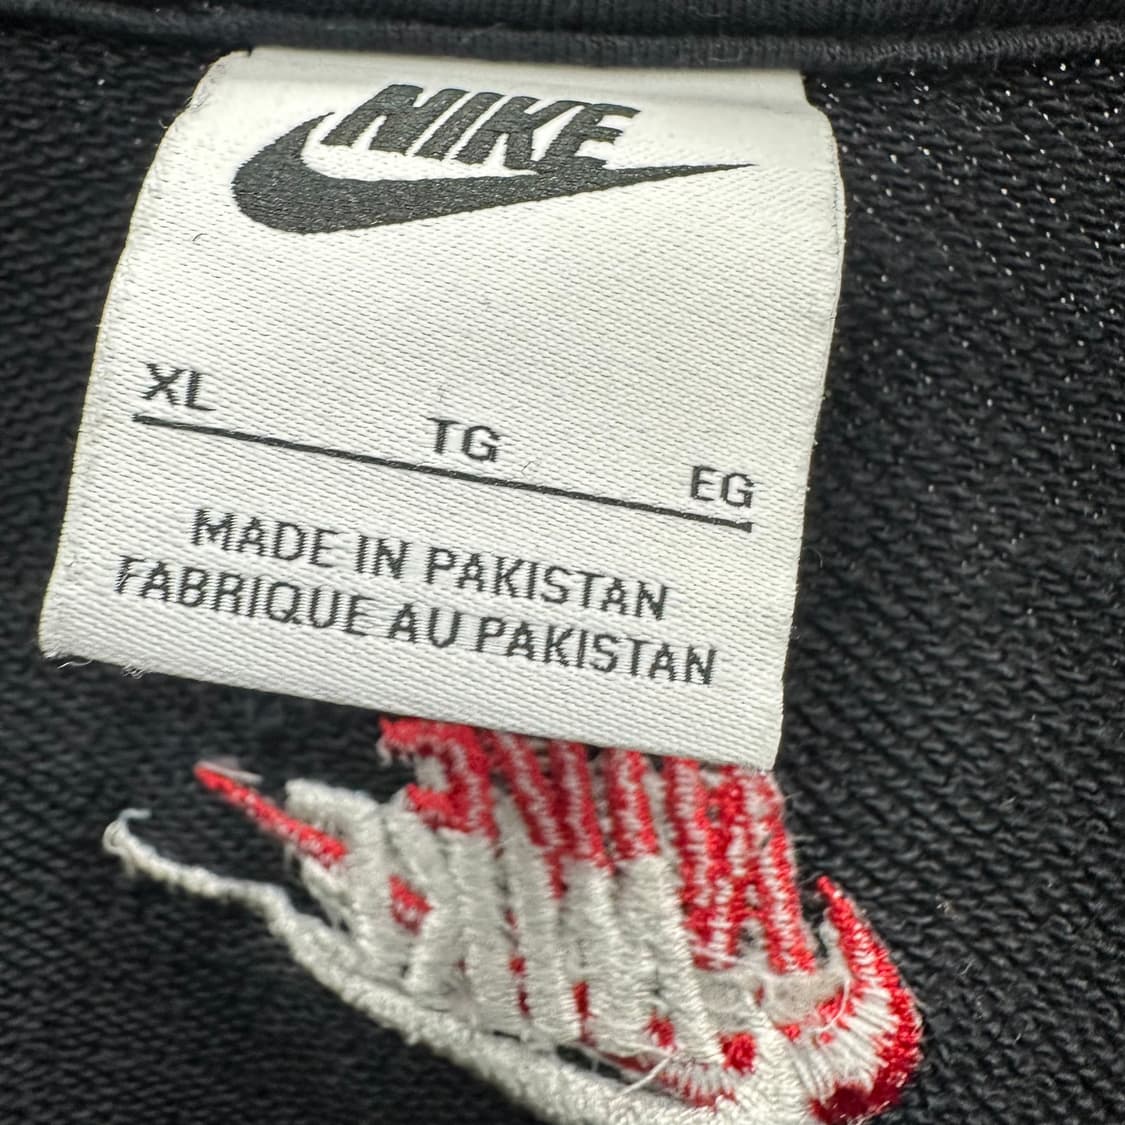 NIKE
XL TG EG
MADE IN PAKISTAN
FABRIQUE AU PAKISTAN